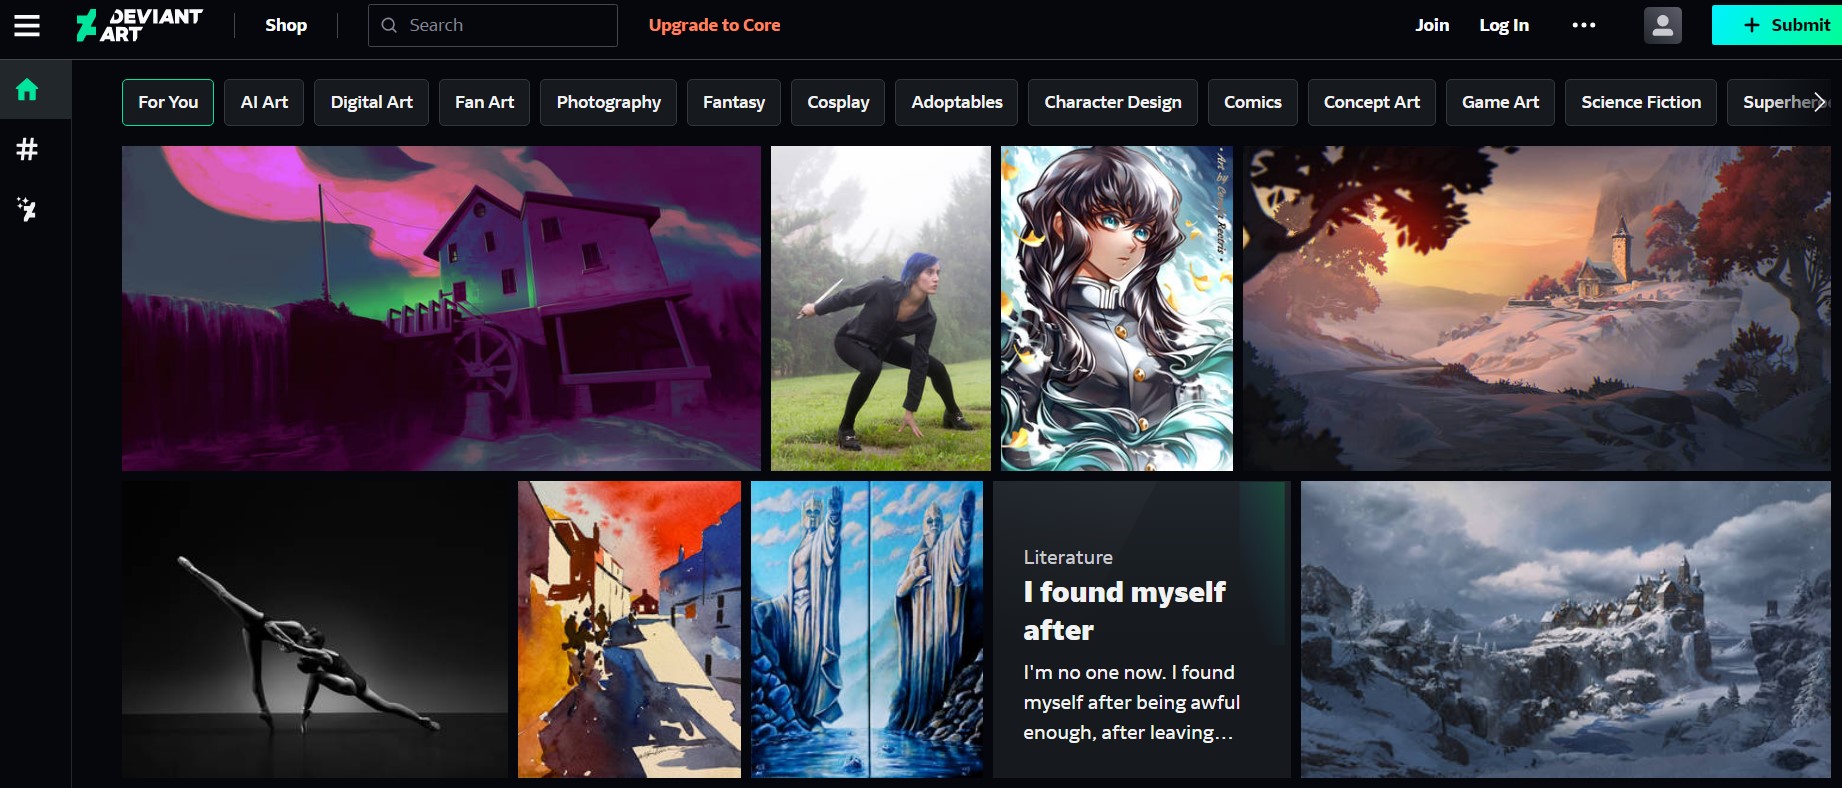 DEVIANT
ART
Shop
Search
Upgrade to Core
Join
Log In
Submit
For You
AI Art
Digital Art
Fan Art
Photography
Fantasy
Cosplay
Adoptables
Character Design
Comics
Concept Art
Game Art
Science Fiction
Art by
Literature
I found myself
after
I'm no one now. I found
myself after being awful
enough, after leaving...